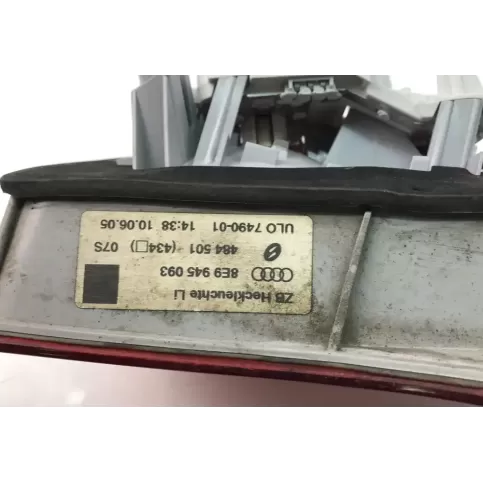 ZB Heckleuchte LI
8E9 945 093
484 501 (434□) 07S
ULO 7490-01 14:38 10.06.05